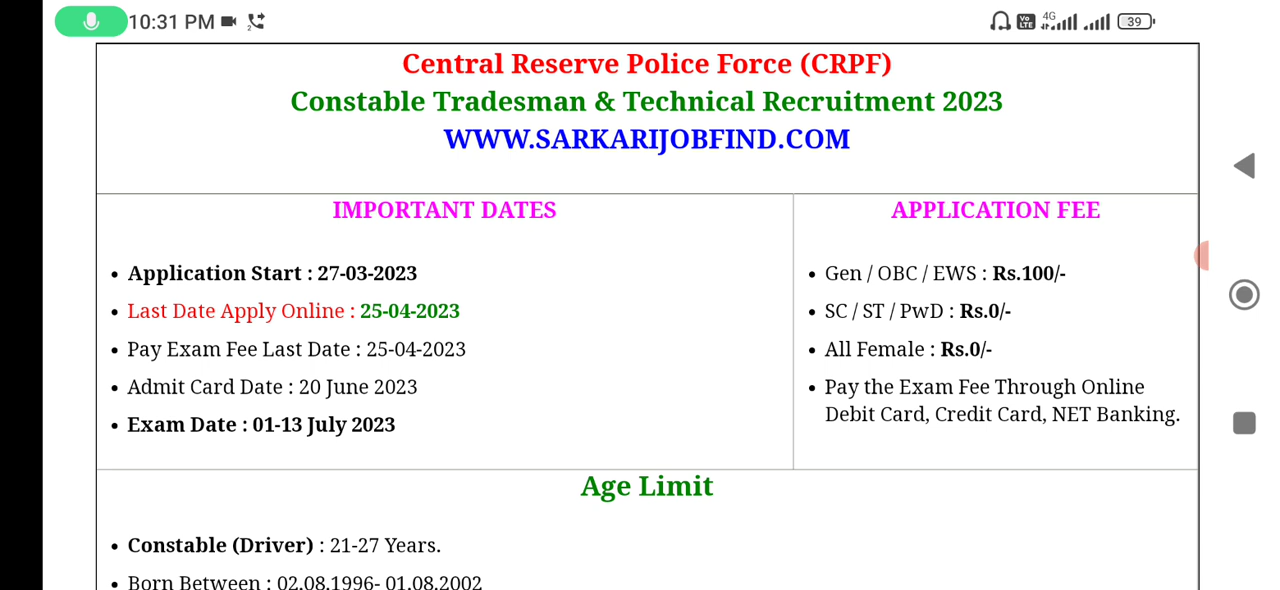 10:31 PM
2
Vo LTE
4G
39
Central Reserve Police Force (CRPF)
Constable Tradesman & Technical Recruitment 2023
WWW.SARKARIJOBFIND.COM
IMPORTANT DATES
Application Start : 27-03-2023
Last Date Apply Online : 25-04-2023
Pay Exam Fee Last Date : 25-04-2023
Admit Card Date : 20 June 2023
Exam Date : 01-13 July 2023
APPLICATION FEE
Gen / OBC / EWS : Rs.100/-
SC / ST / PwD : Rs.0/-
All Female : Rs.0/-
Pay the Exam Fee Through Online
Debit Card, Credit Card, NET Banking.
Age Limit
Constable (Driver) : 21-27 Years.
Born Between : 02.08.1996- 01.08.2002